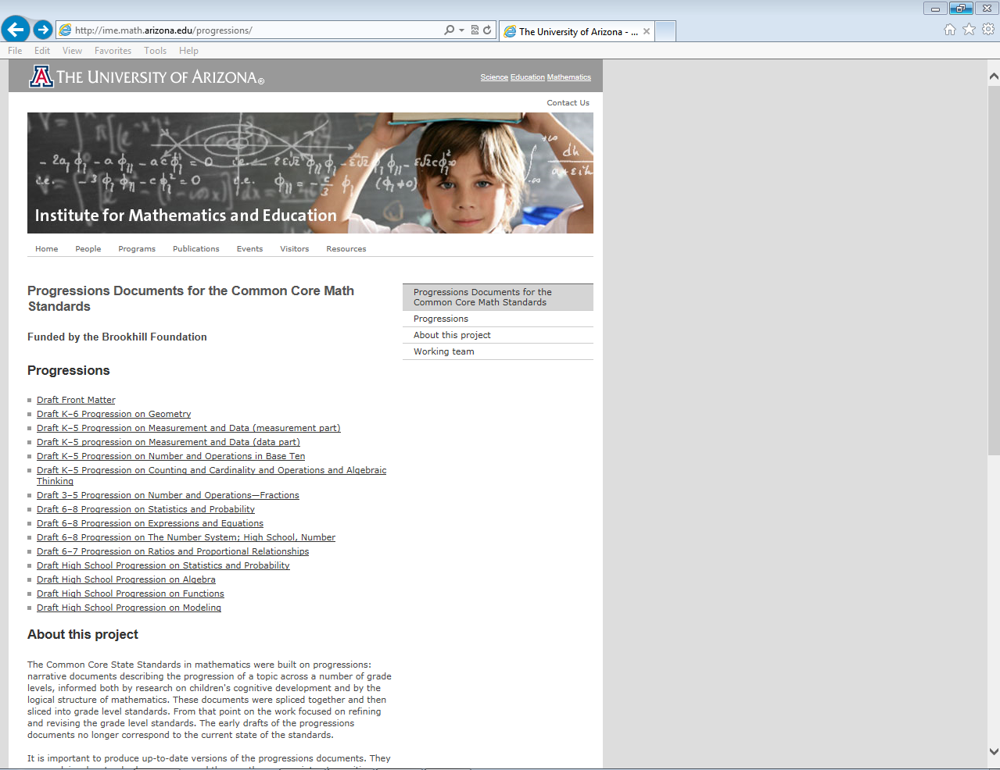 http://ime.math.arizona.edu/progressions/
The University of Arizona - ...
File Edit View Favorites Tools Help
THE UNIVERSITY OF ARIZONA®
Science Education Mathematics
Contact Us
- 2a₁ϕ₁ - aϕ₁₁ - acϕ₁² = 0 i.e.
i.e. - 3ϕ₁ϕ₁₁ - cϕ₁² = 0 i.e.
Institute for Mathematics and Education
Home People Programs Publications Events Visitors Resources
Progressions Documents for the Common Core Math
Standards
Funded by the Brookhill Foundation
Progressions Documents for the
Common Core Math Standards
Progressions
About this project
Working team
Progressions
Draft Front Matter
Draft K–6 Progression on Geometry
Draft K–5 Progression on Measurement and Data (measurement part)
Draft K–5 progression on Measurement and Data (data part)
Draft K–5 Progression on Number and Operations in Base Ten
Draft K–5 Progression on Counting and Cardinality and Operations and Algebraic
Thinking
Draft 3–5 Progression on Number and Operations—Fractions
Draft 6–8 Progression on Statistics and Probability
Draft 6–8 Progression on Expressions and Equations
Draft 6–8 Progression on The Number System; High School, Number
Draft 6–7 Progression on Ratios and Proportional Relationships
Draft High School Progression on Statistics and Probability
Draft High School Progression on Algebra
Draft High School Progression on Functions
Draft High School Progression on Modeling
About this project
The Common Core State Standards in mathematics were built on progressions:
narrative documents describing the progression of a topic across a number of grade
levels, informed both by research on children's cognitive development and by the
logical structure of mathematics. These documents were spliced together and then
sliced into grade level standards. From that point on the work focused on refining
and revising the grade level standards. The early drafts of the progressions
documents no longer correspond to the current state of the standards.
It is important to produce up-to-date versions of the progressions documents. They